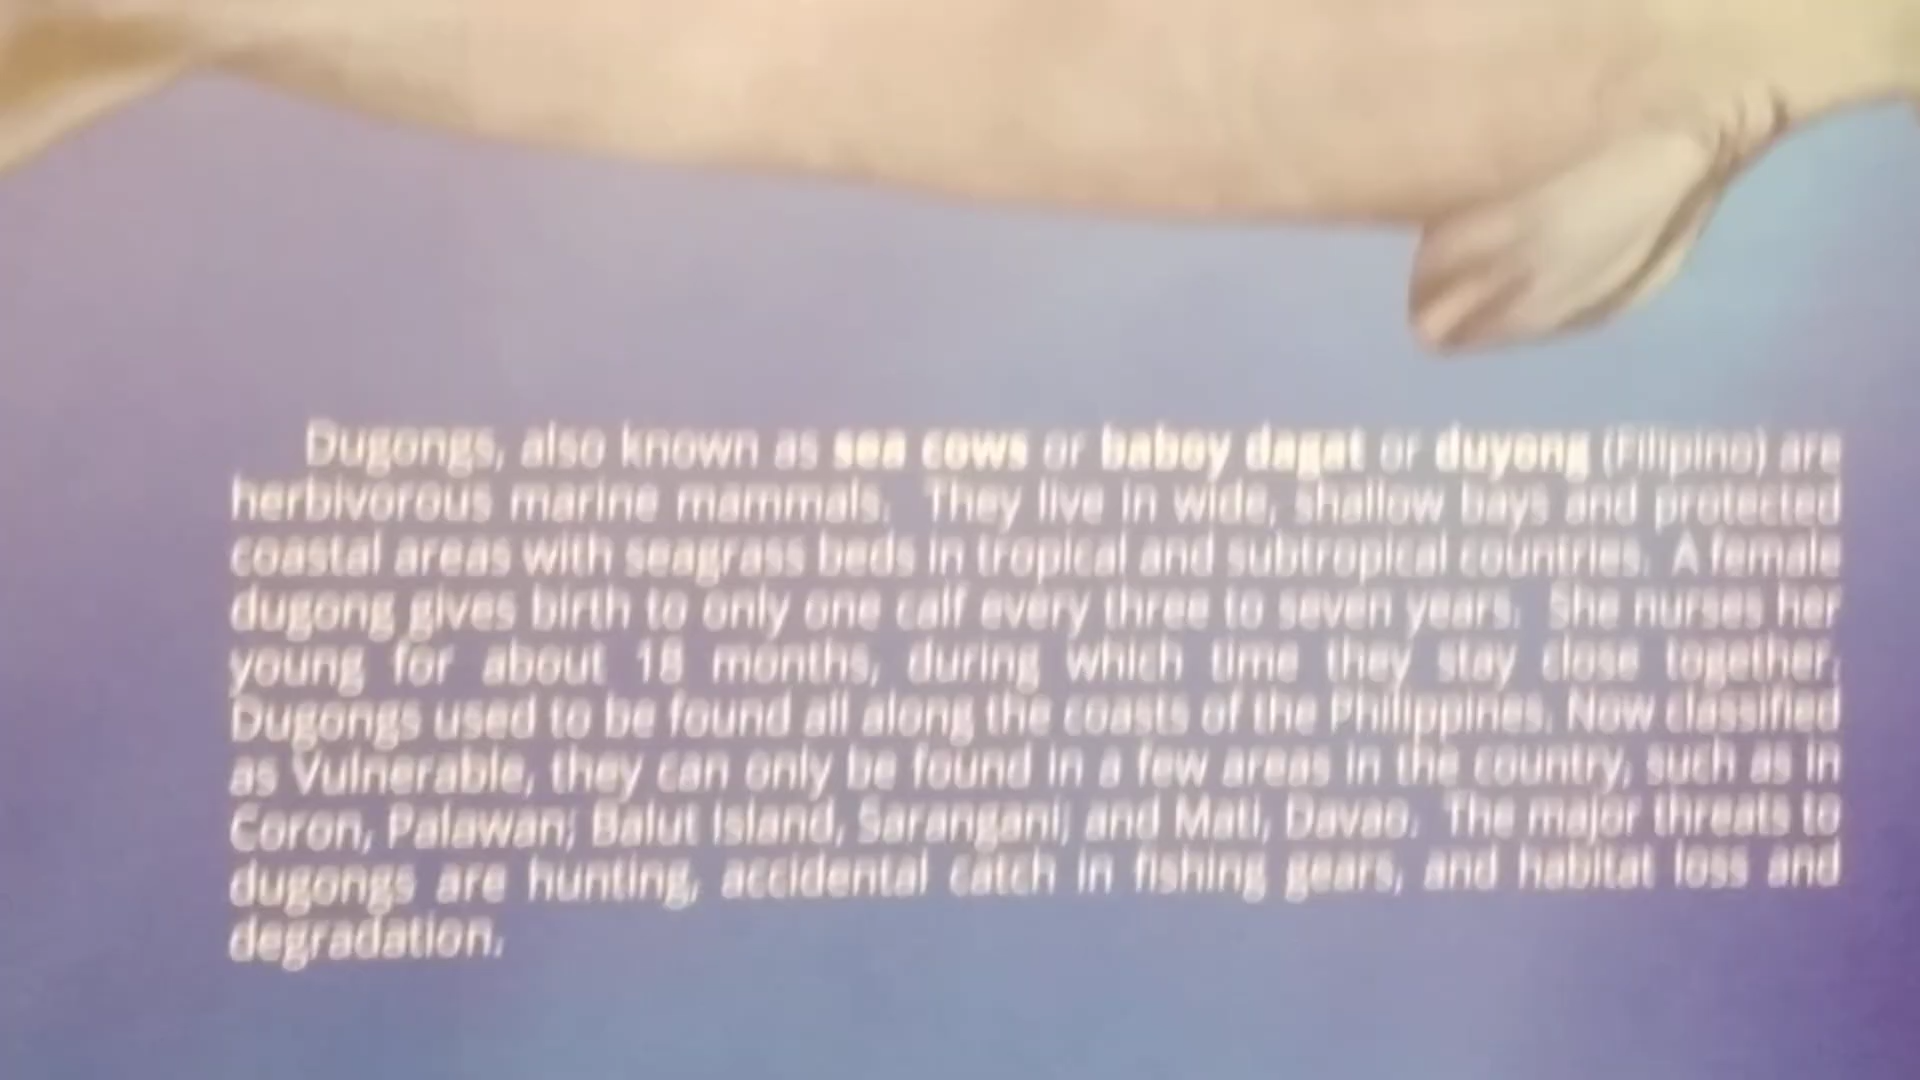 Dugongs, also known as sea cows or baboy dagat or duyong (Filipino) are
herbivorous marine mammals. They live in wide, shallow bays and protected
coastal areas with seagrass beds in tropical and subtropical countries. A female
dugong gives birth to only one calf every three to seven years. She nurses her
young for about 18 months, during which time they stay close together.
Dugongs used to be found all along the coasts of the Philippines. Now classified
as Vulnerable, they can only be found in a few areas in the country, such as in
Coron, Palawan; Balut Island, Sarangani; and Mati, Davao. The major threats to
dugongs are hunting, accidental catch in fishing gears, and habitat loss and
degradation.